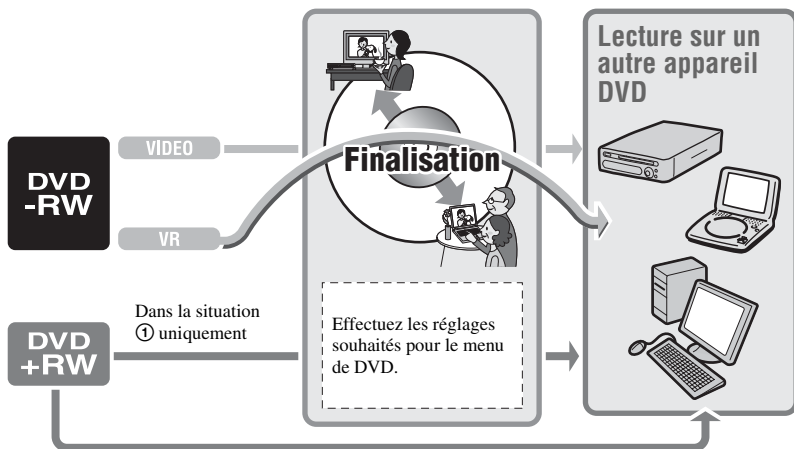 Lecture sur un
autre appareil
DVD
VIDEO
Finalisation
DVD
-RW
VR
Dans la situation
① uniquement
DVD
+RW
Effectuez les réglages
souhaités pour le menu
de DVD.